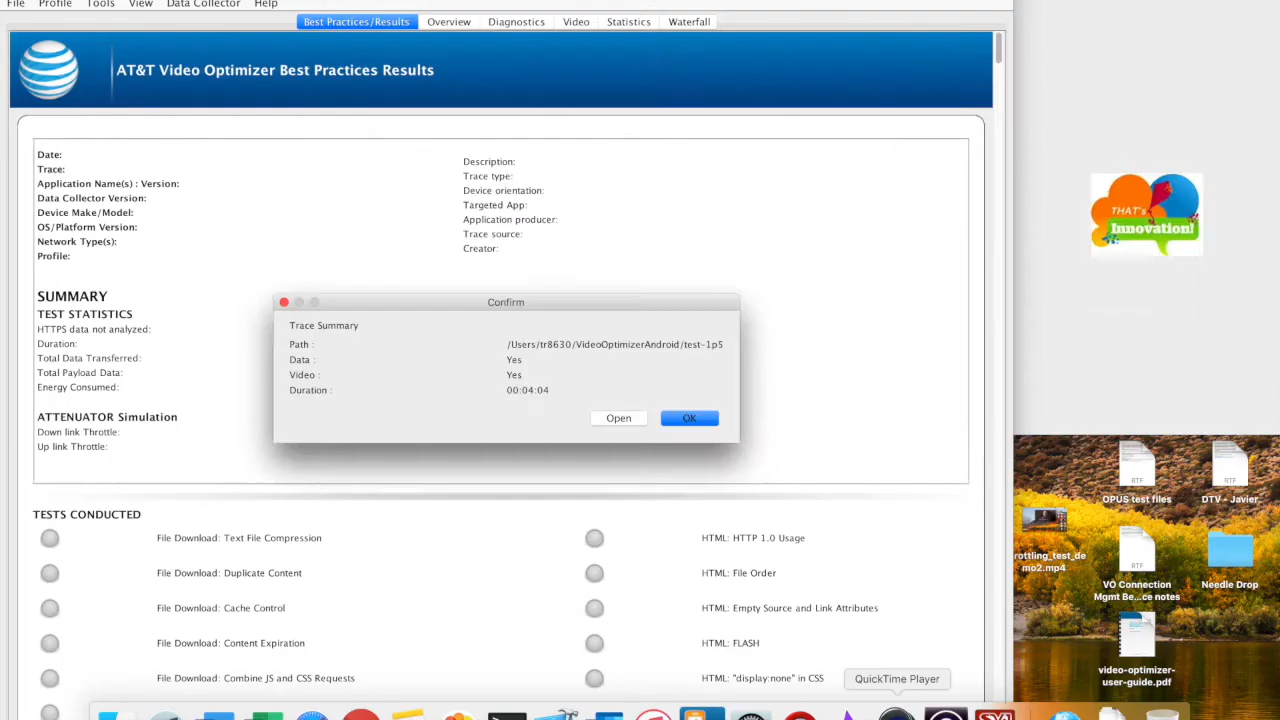 File Profile Tools View Data Collector Help
Best Practices/Results Overview Diagnostics Video Statistics Waterfall
AT&T Video Optimizer Best Practices Results
Date:
Trace:
Application Name(s) : Version:
Data Collector Version:
Device Make/Model:
OS/Platform Version:
Network Type(s):
Profile:
Description:
Trace type:
Device orientation:
Targeted App:
Application producer:
Trace source:
Creator:
SUMMARY
TEST STATISTICS
HTTPS data not analyzed:
Duration:
Total Data Transferred:
Total Payload Data:
Energy Consumed:
ATTENUATOR Simulation
Down link Throttle:
Up link Throttle:
Confirm
Trace Summary
Path : /Users/tr8630/VideoOptimizerAndroid/test-1p5
Data : Yes
Video : Yes
Duration : 00:04:04
Open OK
TESTS CONDUCTED
File Download: Text File Compression
HTML: HTTP 1.0 Usage
File Download: Duplicate Content
HTML: File Order
File Download: Cache Control
HTML: Empty Source and Link Attributes
File Download: Content Expiration
HTML: FLASH
File Download: Combine JS and CSS Requests
HTML: "display:none" in CSS
QuickTime Player
THAT's
Innovation!
RTF
OPUS test files
RTF
DTV - Javier
rottling_test_de
mo2.mp4
RTF
VO Connection
Mgmt Be...ce notes
Needle Drop
video-optimizer-
user-guide.pdf